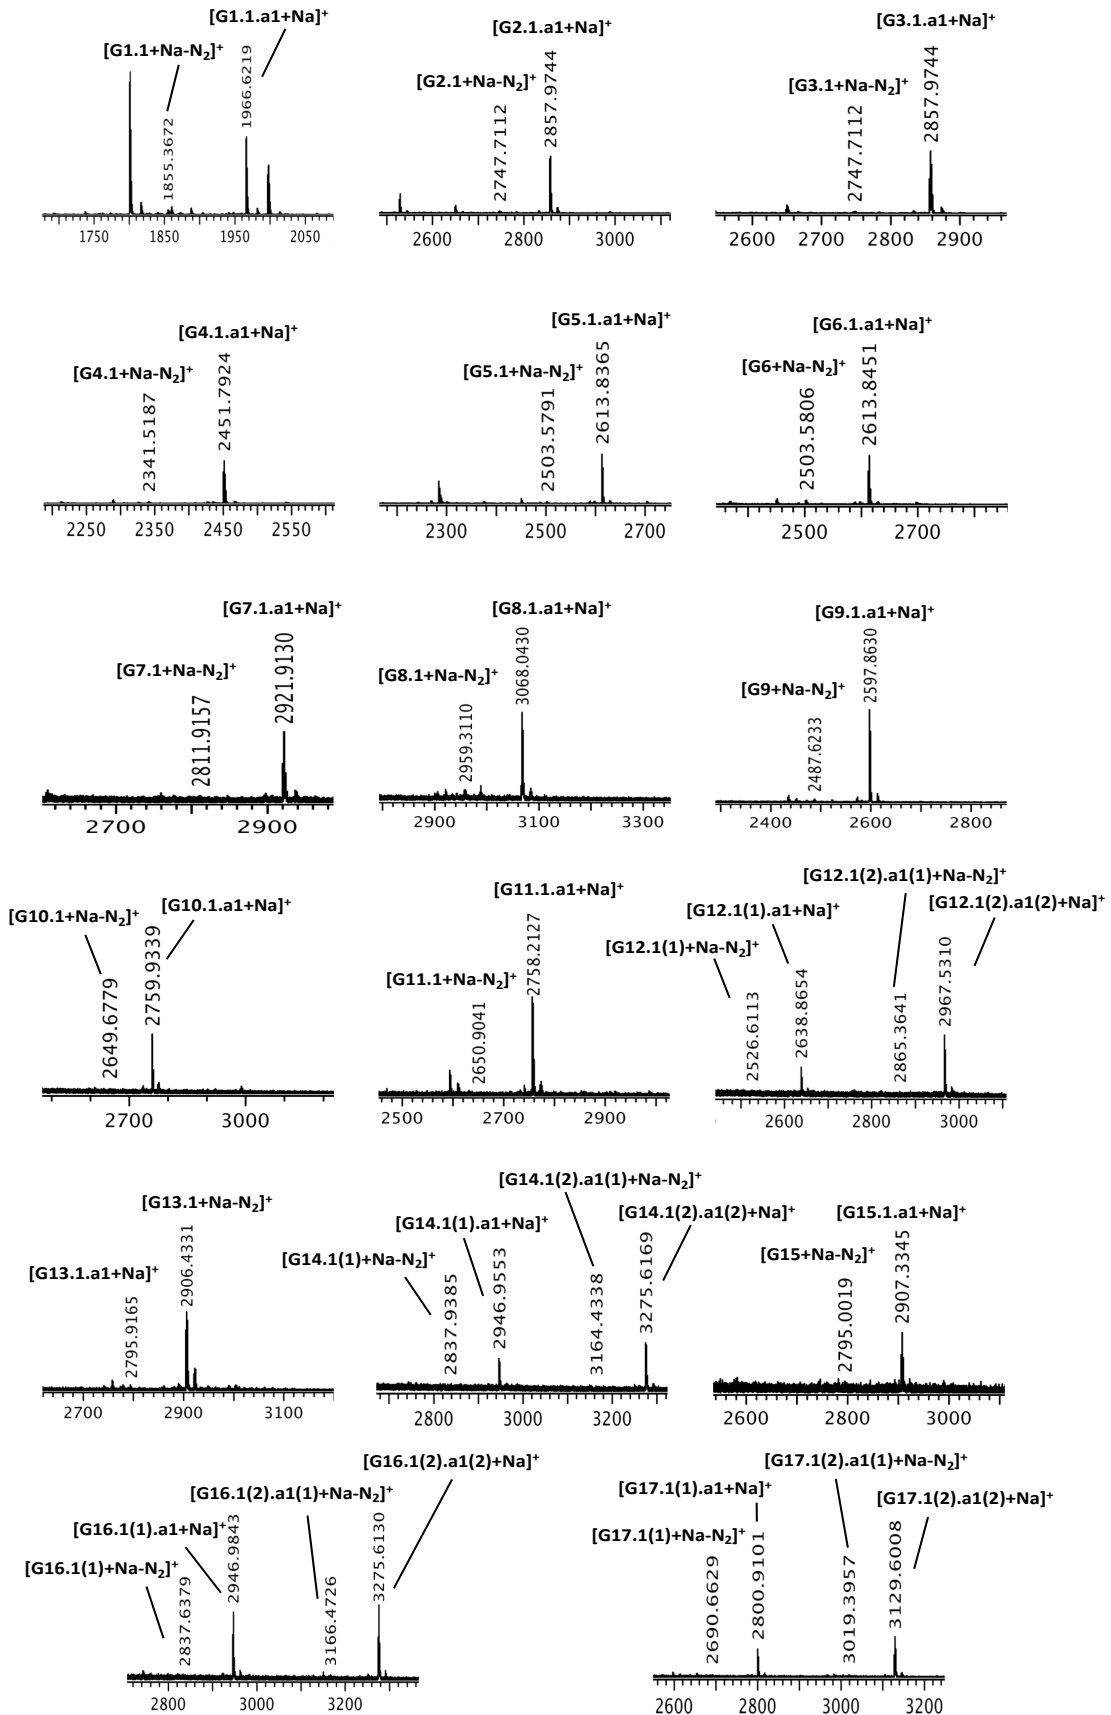 [G1.1.a1+Na]⁺
[G1.1+Na-N₂]⁺
1855.3672
1966.6219
1750 1850 1950 2050
[G2.1.a1+Na]⁺
[G2.1+Na-N₂]⁺
2747.7112
2857.9744
2600 2800 3000
[G3.1.a1+Na]⁺
[G3.1+Na-N₂]⁺
2747.7112
2857.9744
2600 2700 2800 2900
[G4.1.a1+Na]⁺
[G4.1+Na-N₂]⁺
2341.5187
2451.7924
2250 2350 2450 2550
[G5.1.a1+Na]⁺
[G5.1+Na-N₂]⁺
2503.5791
2613.8365
2300 2500 2700
[G6.1.a1+Na]⁺
[G6+Na-N₂]⁺
2503.5806
2613.8451
2500 2700
[G7.1.a1+Na]⁺
[G7.1+Na-N₂]⁺
2811.9157
2921.9130
2700 2900
[G8.1.a1+Na]⁺
[G8.1+Na-N₂]⁺
2959.3110
3068.0430
2900 3100 3300
[G9.1.a1+Na]⁺
[G9+Na-N₂]⁺
2487.6233
2597.8630
2400 2600 2800
[G10.1+Na-N₂]⁺
[G10.1.a1+Na]⁺
2649.6779
2759.9339
2700 3000
[G11.1.a1+Na]⁺
[G11.1+Na-N₂]⁺
2650.9041
2758.2127
2500 2700 2900
[G12.1(2).a1(1)+Na-N₂]⁺
[G12.1(1).a1+Na]⁺
[G12.1(2).a1(2)+Na]⁺
[G12.1(1)+Na-N₂]⁺
2526.6113
2638.8654
2865.3641
2967.5310
2600 2800 3000
[G13.1+Na-N₂]⁺
[G13.1.a1+Na]⁺
2795.9165
2906.4331
2700 2900 3100
[G14.1(2).a1(1)+Na-N₂]⁺
[G14.1(1).a1+Na]⁺
[G14.1(2).a1(2)+Na]⁺
[G14.1(1)+Na-N₂]⁺
2837.9385
2946.9553
3164.4338
3275.6169
2800 3000 3200
[G15.1.a1+Na]⁺
[G15+Na-N₂]⁺
2795.0019
2907.3345
2600 2800 3000
[G16.1(2).a1(2)+Na]⁺
[G16.1(2).a1(1)+Na-N₂]⁺
[G16.1(1).a1+Na]⁺
[G16.1(1)+Na-N₂]⁺
2837.6379
2946.9843
3166.4726
3275.6130
2800 3000 3200
[G17.1(2).a1(1)+Na-N₂]⁺
[G17.1(1).a1+Na]⁺
[G17.1(2).a1(2)+Na]⁺
[G17.1(1)+Na-N₂]⁺
2690.6629
2800.9101
3019.3957
3129.6008
2600 2800 3000 3200